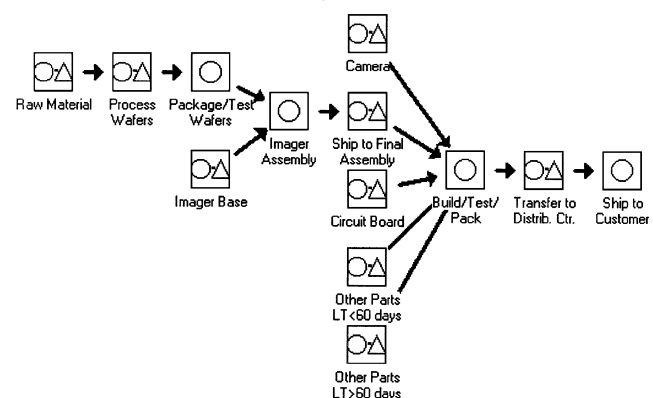 Camera
Raw Material
Process
Wafers
Package/Test
Wafers
Imager
Assembly
Ship to Final
Assembly
Imager Base
Circuit Board
Build/Test/
Pack
Transfer to
Distrib. Ctr.
Ship to
Customer
Other Parts
LT<60 days
Other Parts
LT>60 days